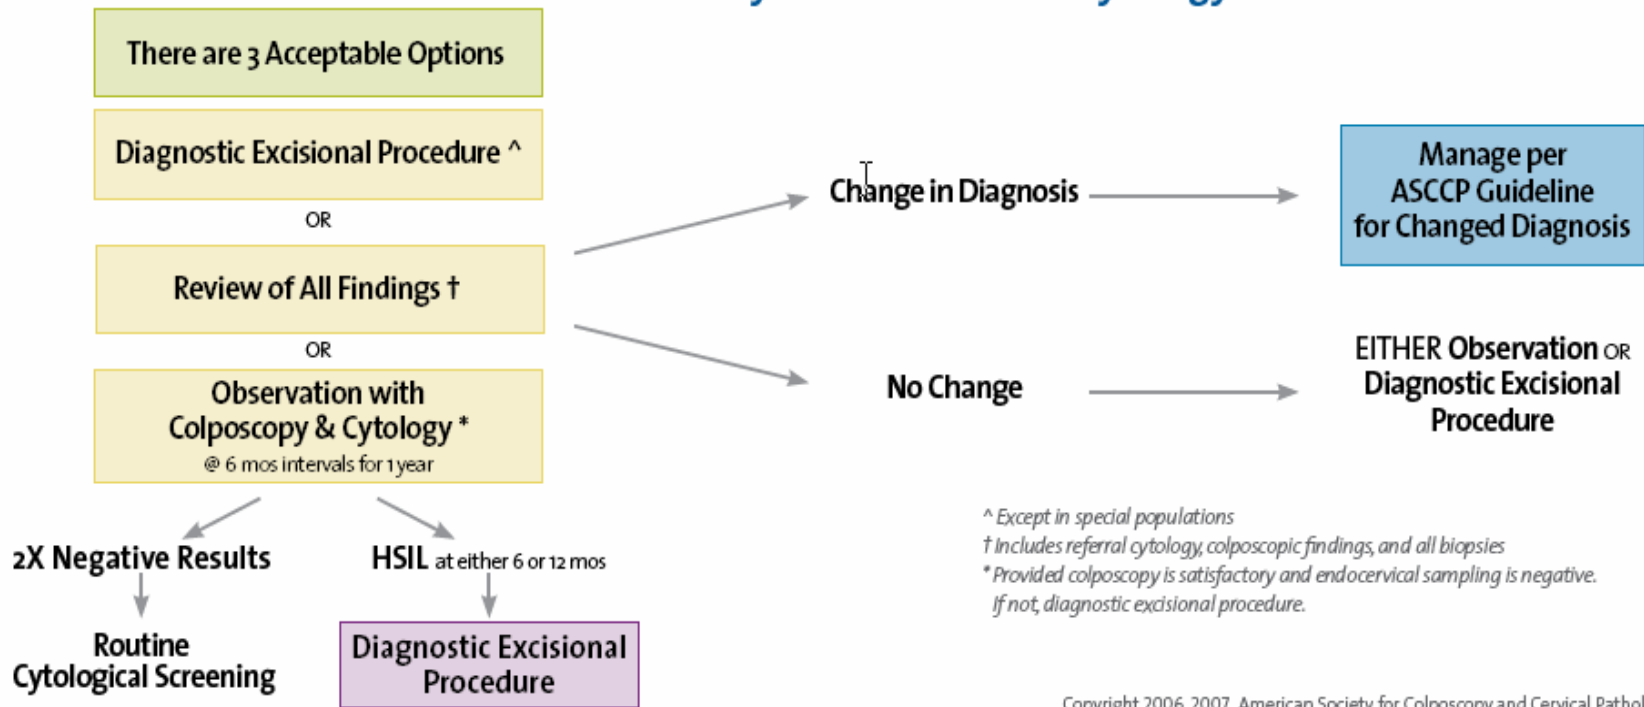 There are 3 Acceptable Options
Diagnostic Excisional Procedure ^
OR
Review of All Findings †
OR
Observation with
Colposcopy & Cytology *
@ 6 mos intervals for 1 year
2X Negative Results
HSIL at either 6 or 12 mos
Routine
Cytological Screening
Diagnostic Excisional
Procedure
Change in Diagnosis
Manage per
ASCCP Guideline
for Changed Diagnosis
No Change
EITHER Observation OR
Diagnostic Excisional
Procedure
^ Except in special populations
† Includes referral cytology, colposcopic findings, and all biopsies
* Provided colposcopy is satisfactory and endocervical sampling is negative.
If not, diagnostic excisional procedure.
Copyright 2006, 2007, American Society for Colposcopy and Cervical Pathol